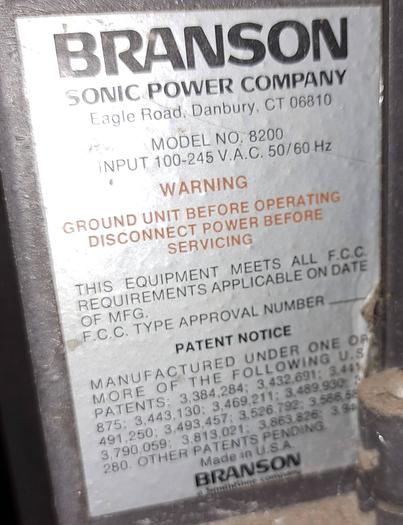 BRANSON
SONIC POWER COMPANY
Eagle Road, Danbury, CT 06810
MODEL NO. 8200
INPUT 100-245 V.A.C. 50/60 Hz
WARNING
GROUND UNIT BEFORE OPERATING
DISCONNECT POWER BEFORE
SERVICING
THIS EQUIPMENT MEETS ALL F.C.C.
REQUIREMENTS APPLICABLE ON DATE
OF MFG.
F.C.C. TYPE APPROVAL NUMBER
PATENT NOTICE
MANUFACTURED UNDER ONE OR
MORE OF THE FOLLOWING U.S.
PATENTS; 3,384,284; 3,432,691;
875; 3,443,130; 3,469,211; 3,489,930;
491,250; 3,493,457; 3,526,792;
3,790,059; 3,813,021; 3,863,826;
280. OTHER PATENTS PENDING.
Made in U.S.A.
BRANSON
a SmithKline company